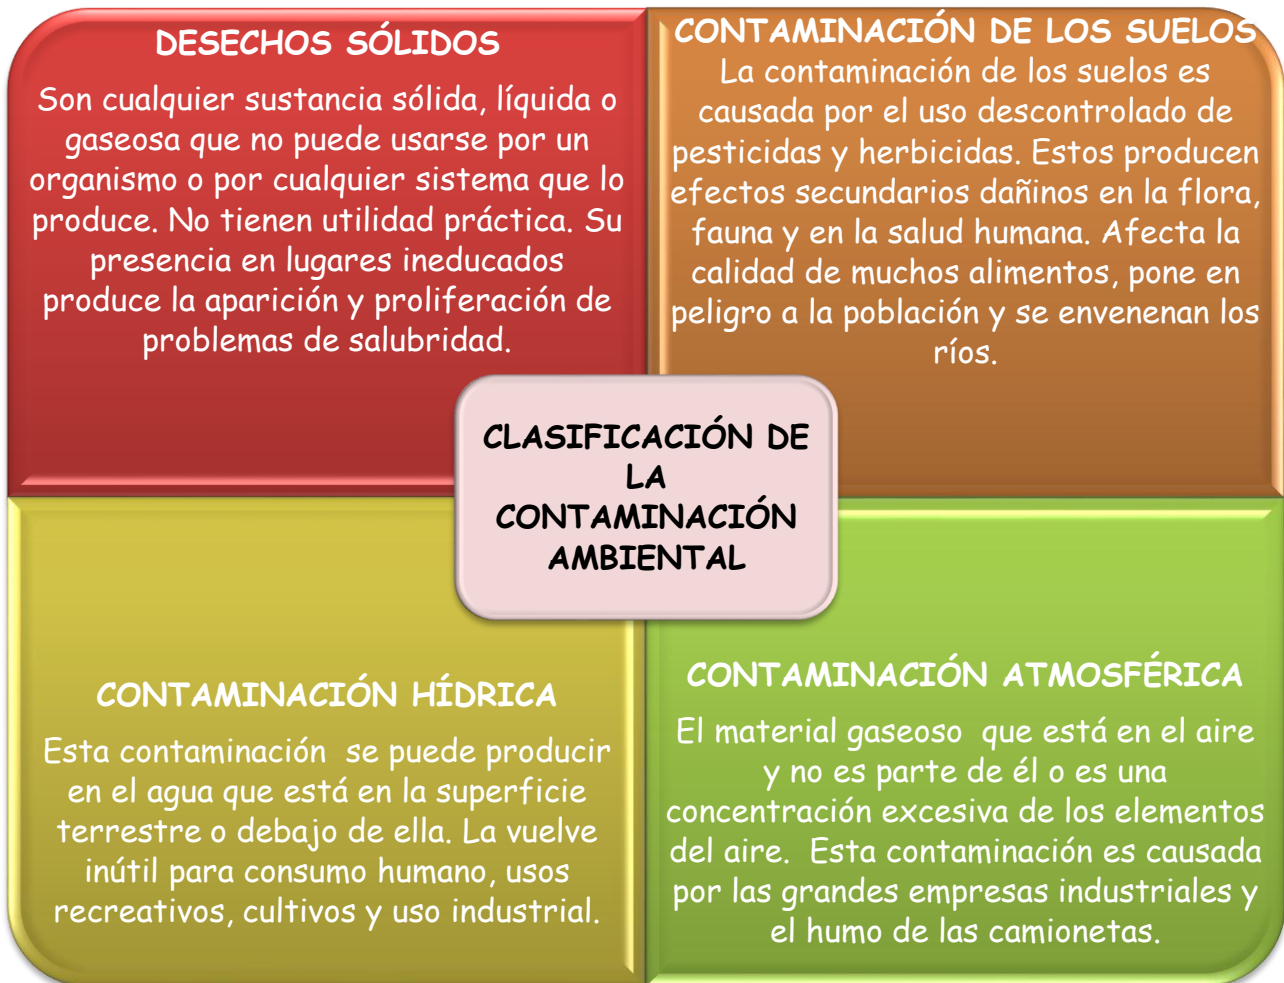 DESECHOS SÓLIDOS
Son cualquier sustancia sólida, líquida o
gaseosa que no puede usarse por un
organismo o por cualquier sistema que lo
produce. No tienen utilidad práctica. Su
presencia en lugares ineducados
produce la aparición y proliferación de
problemas de salubridad.
CONTAMINACIÓN DE LOS SUELOS
La contaminación de los suelos es
causada por el uso descontrolado de
pesticidas y herbicidas. Estos producen
efectos secundarios dañinos en la flora,
fauna y en la salud humana. Afecta la
calidad de muchos alimentos, pone en
peligro a la población y se envenenan los
ríos.
CLASIFICACIÓN DE
LA
CONTAMINACIÓN
AMBIENTAL
CONTAMINACIÓN HÍDRICA
Esta contaminación se puede producir
en el agua que está en la superficie
terrestre o debajo de ella. La vuelve
inútil para consumo humano, usos
recreativos, cultivos y uso industrial.
CONTAMINACIÓN ATMOSFÉRICA
El material gaseoso que está en el aire
y no es parte de él o es una
concentración excesiva de los elementos
del aire. Esta contaminación es causada
por las grandes empresas industriales y
el humo de las camionetas.